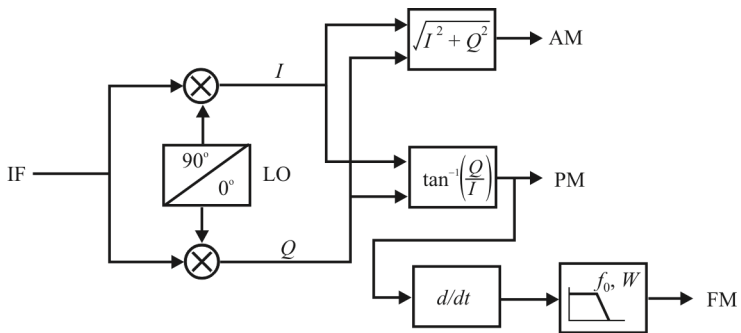 √I² + Q²
AM
I
IF
90°
0°
LO
tan⁻¹(Q/I)
PM
Q
d/dt
f₀, W
FM